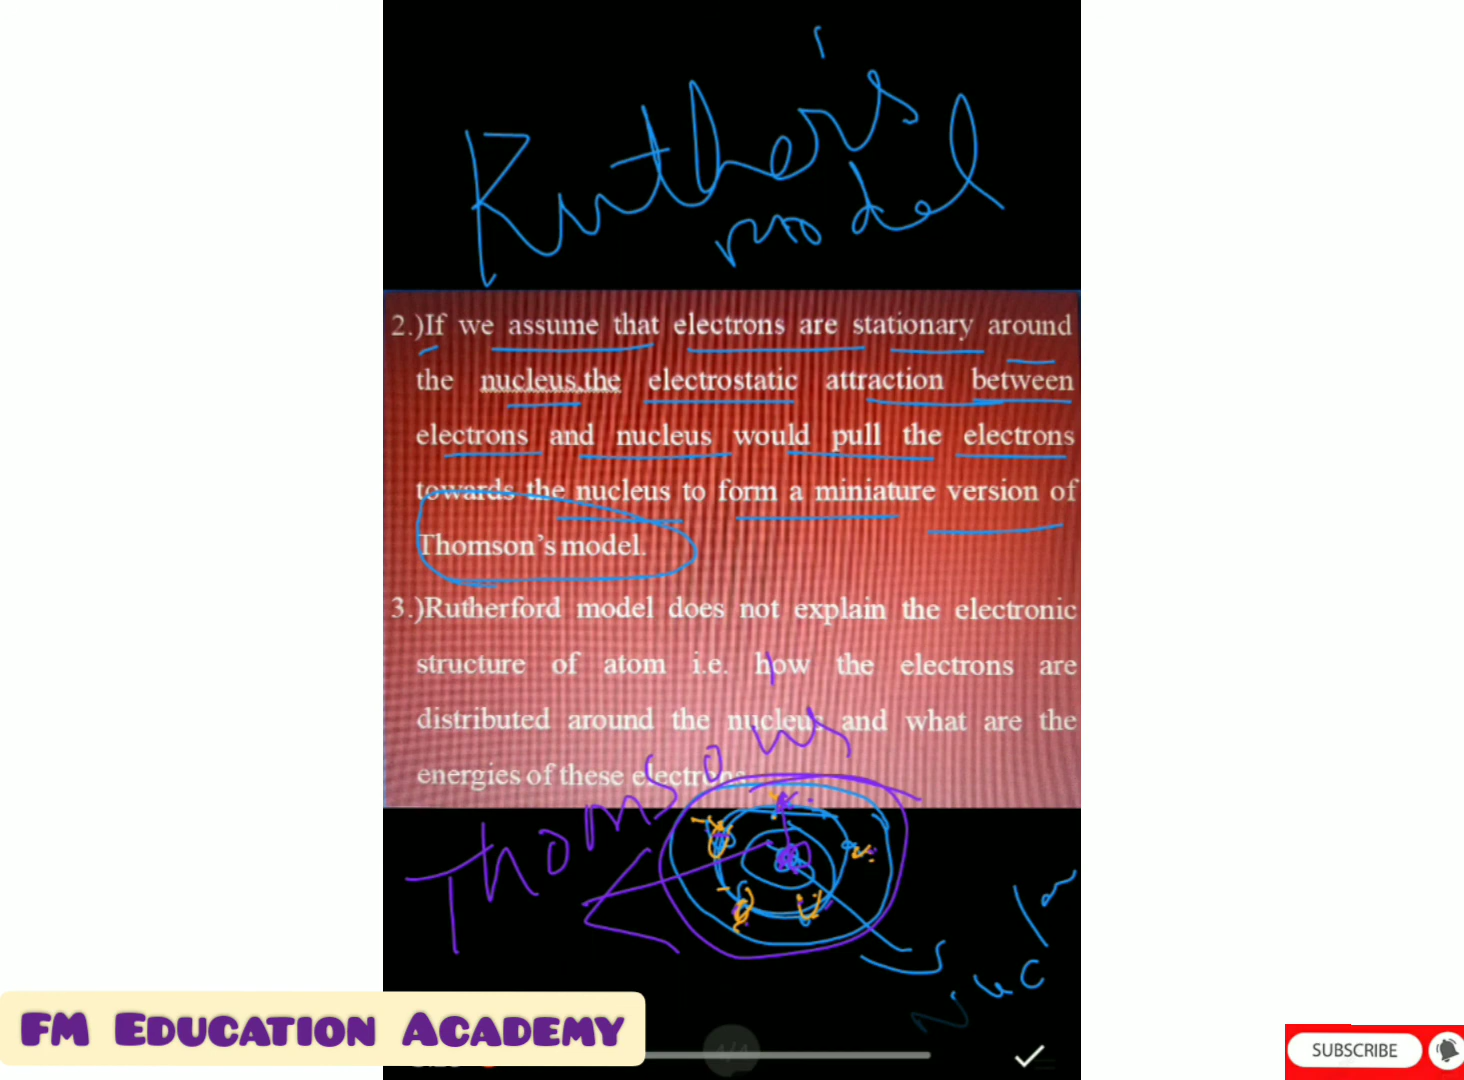 Ruther's
model
2.)If we assume that electrons are stationary around
the nucleus.the electrostatic attraction between
electrons and nucleus would pull the electrons
towards the nucleus to form a miniature version of
Thomson's model.
3.)Rutherford model does not explain the electronic
structure of atom i.e. how the electrons are
distributed around the nucleus and what are the
energies of these electrons
Thomson's
FM EDUCATION ACADEMY
4/4
SUBSCRIBE